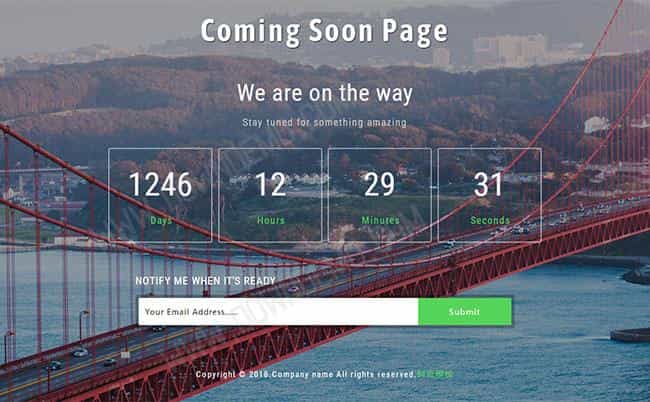 Coming Soon Page
We are on the way
Stay tuned for something amazing
1246 12 29 31
Days Hours Minutes Seconds
NOTIFY ME WHEN IT'S READY
Your Email Address......
Submit
Copyright © 2018.Company name All rights reserved.